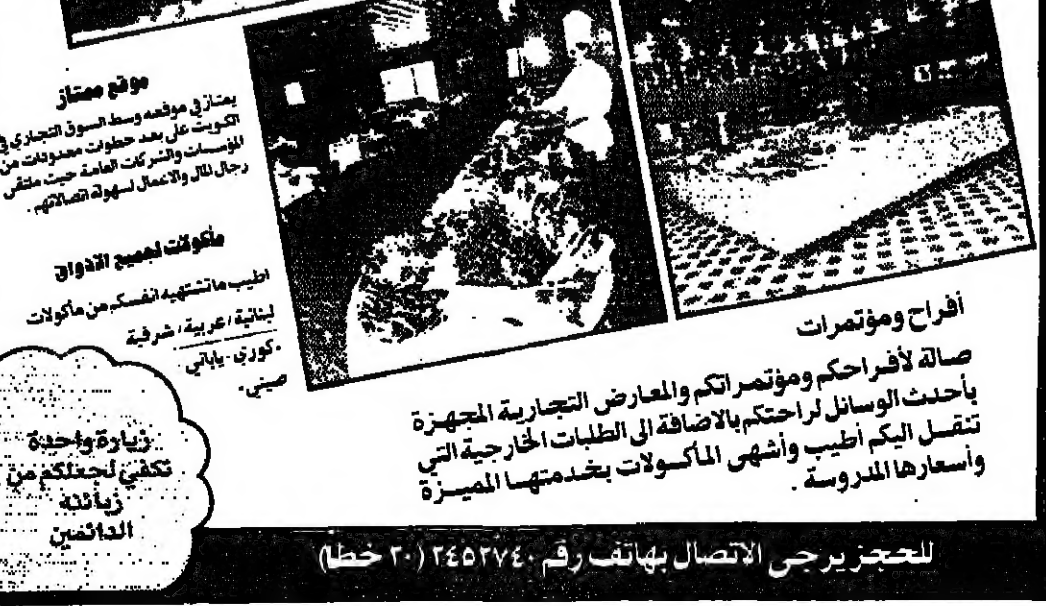 موقع ممتاز
يمتاز في موقعه وسط السوق التجاري في
الكويت على بعد خطوات معدودات من
المؤسسات والشركات العامة حيث ملتقى
رجال المال والاعمال لسهولة اتصالاتهم .
مأكولات لجميع الاذواق
اطيب ما تشتهيه انفسكم من مأكولات
لبنانية / عربية / شرقية
. كوري - ياباني .
صيني .
أفراح ومؤتمرات
صالة لأفراحكم ومؤتمراتكم والمعارض التجارية المجهزة
بأحدث الوسائل لراحتكم بالاضافة الى الطلبات الخارجية التي
تنقل اليكم أطيب وأشهى المأكولات بخدمتها المميزة
وأسعارها المدروسة .
زيارة واحدة
تكفي لجعلكم من
زبائنه
الدائمين
للحجز يرجى الاتصال بهاتف رقم ٢٤٥٢٧٤٠ (٣٠ خطا)